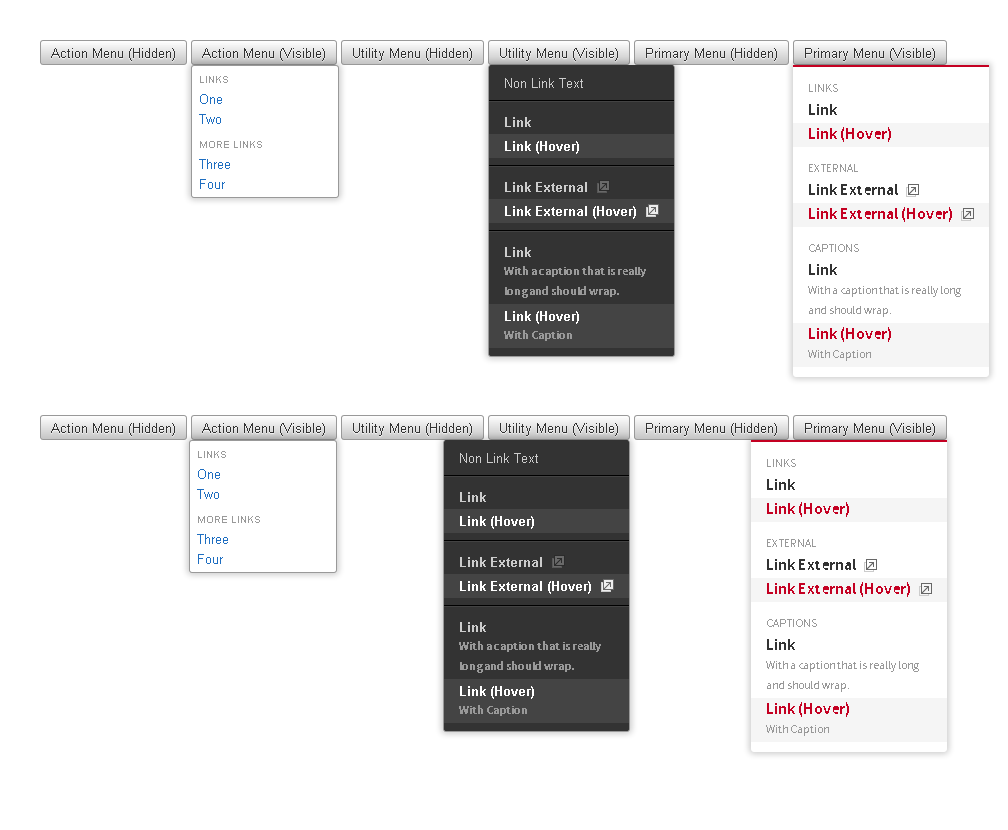 Action Menu (Hidden)
Action Menu (Visible)
Utility Menu (Hidden)
Utility Menu (Visible)
Primary Menu (Hidden)
Primary Menu (Visible)
LINKS
One
Two
MORE LINKS
Three
Four
Non Link Text
Link
Link (Hover)
Link External
Link External (Hover)
Link
With a caption that is really
long and should wrap.
Link (Hover)
With Caption
LINKS
Link
Link (Hover)
EXTERNAL
Link External
Link External (Hover)
CAPTIONS
Link
With a caption that is really long
and should wrap.
Link (Hover)
With Caption
Action Menu (Hidden)
Action Menu (Visible)
Utility Menu (Hidden)
Utility Menu (Visible)
Primary Menu (Hidden)
Primary Menu (Visible)
LINKS
One
Two
MORE LINKS
Three
Four
Non Link Text
Link
Link (Hover)
Link External
Link External (Hover)
Link
With a caption that is really
long and should wrap.
Link (Hover)
With Caption
LINKS
Link
Link (Hover)
EXTERNAL
Link External
Link External (Hover)
CAPTIONS
Link
With a caption that is really long
and should wrap.
Link (Hover)
With Caption